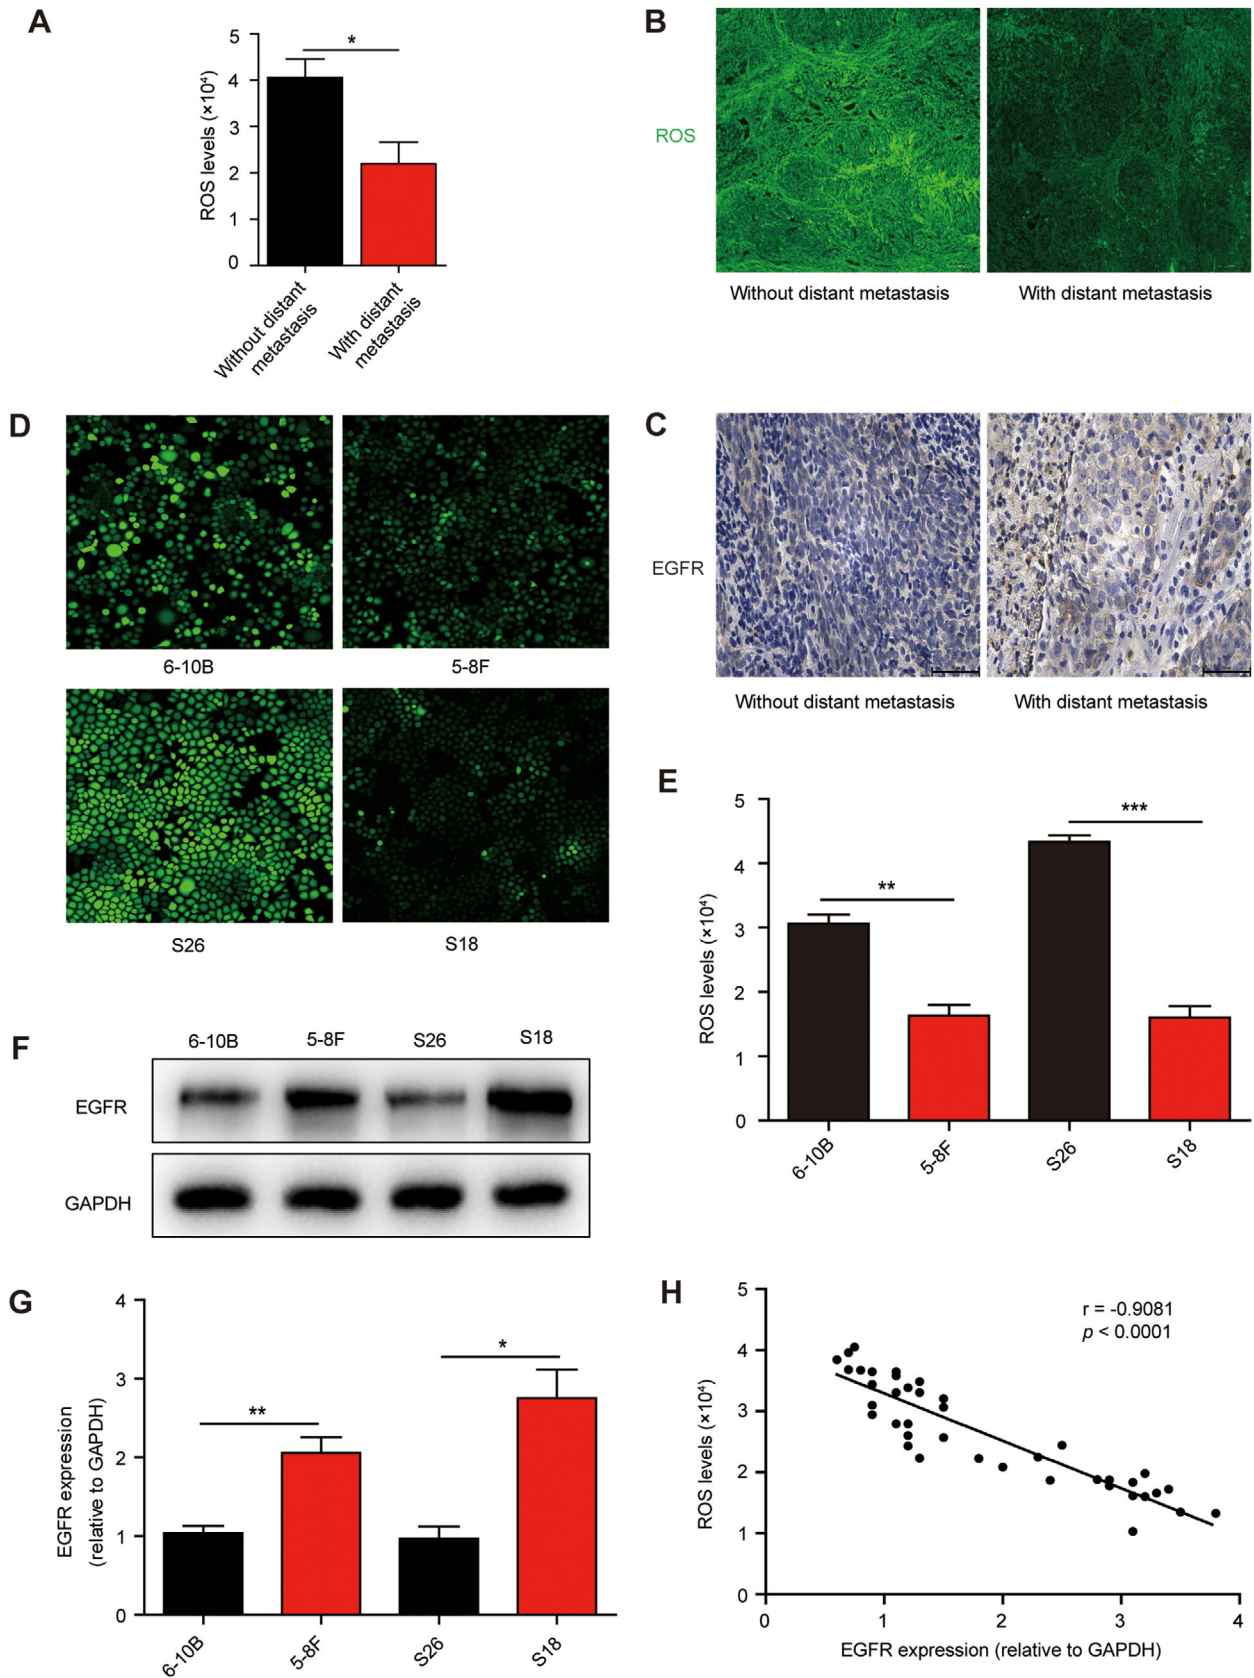 A
5
4
3
2
1
0
ROS levels (×10⁴)
*
Without distant
metastasis
With distant
metastasis
B
ROS
Without distant metastasis
With distant metastasis
D
6-10B
5-8F
S26
S18
C
EGFR
Without distant metastasis
With distant metastasis
E
5
4
3
2
1
0
ROS levels (×10⁴)
**
***
6-10B
5-8F
S26
S18
F
6-10B
5-8F
S26
S18
EGFR
GAPDH
G
4
3
2
1
0
EGFR expression
(relative to GAPDH)
**
*
6-10B
5-8F
S26
S18
H
5
4
3
2
1
0
ROS levels (×10⁴)
r = -0.9081
p < 0.0001
0
1
2
3
4
EGFR expression (relative to GAPDH)